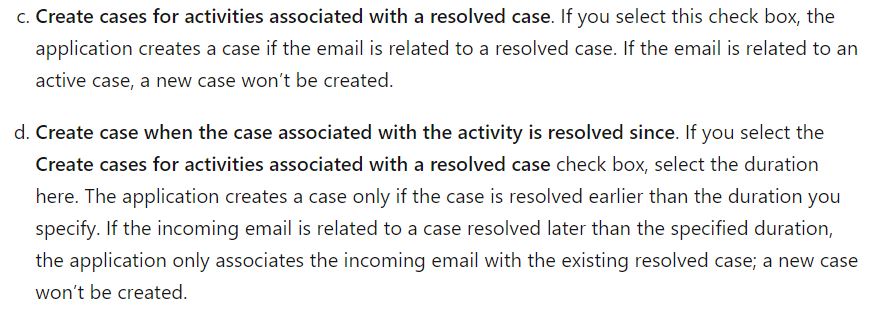 c. Create cases for activities associated with a resolved case. If you select this check box, the
application creates a case if the email is related to a resolved case. If the email is related to an
active case, a new case won't be created.
d. Create case when the case associated with the activity is resolved since. If you select the
Create cases for activities associated with a resolved case check box, select the duration
here. The application creates a case only if the case is resolved earlier than the duration you
specify. If the incoming email is related to a case resolved later than the specified duration,
the application only associates the incoming email with the existing resolved case; a new case
won't be created.